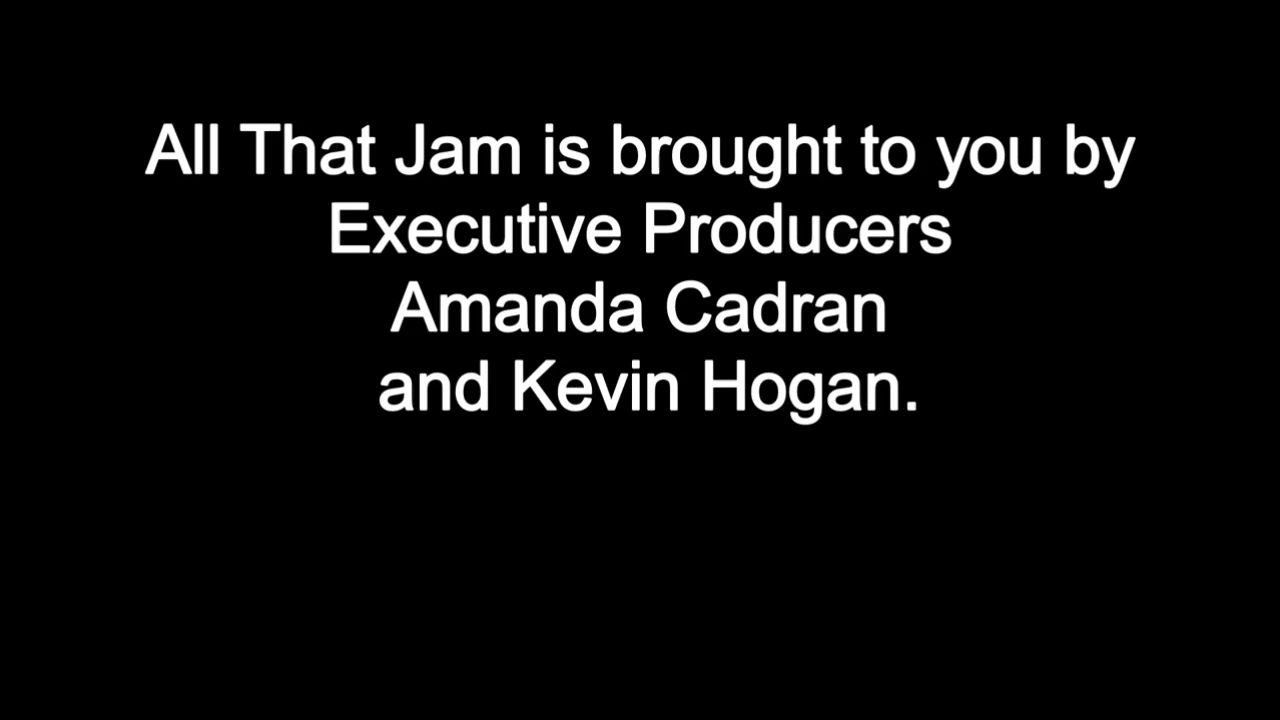 All That Jam is brought to you by
Executive Producers
Amanda Cadran
and Kevin Hogan.